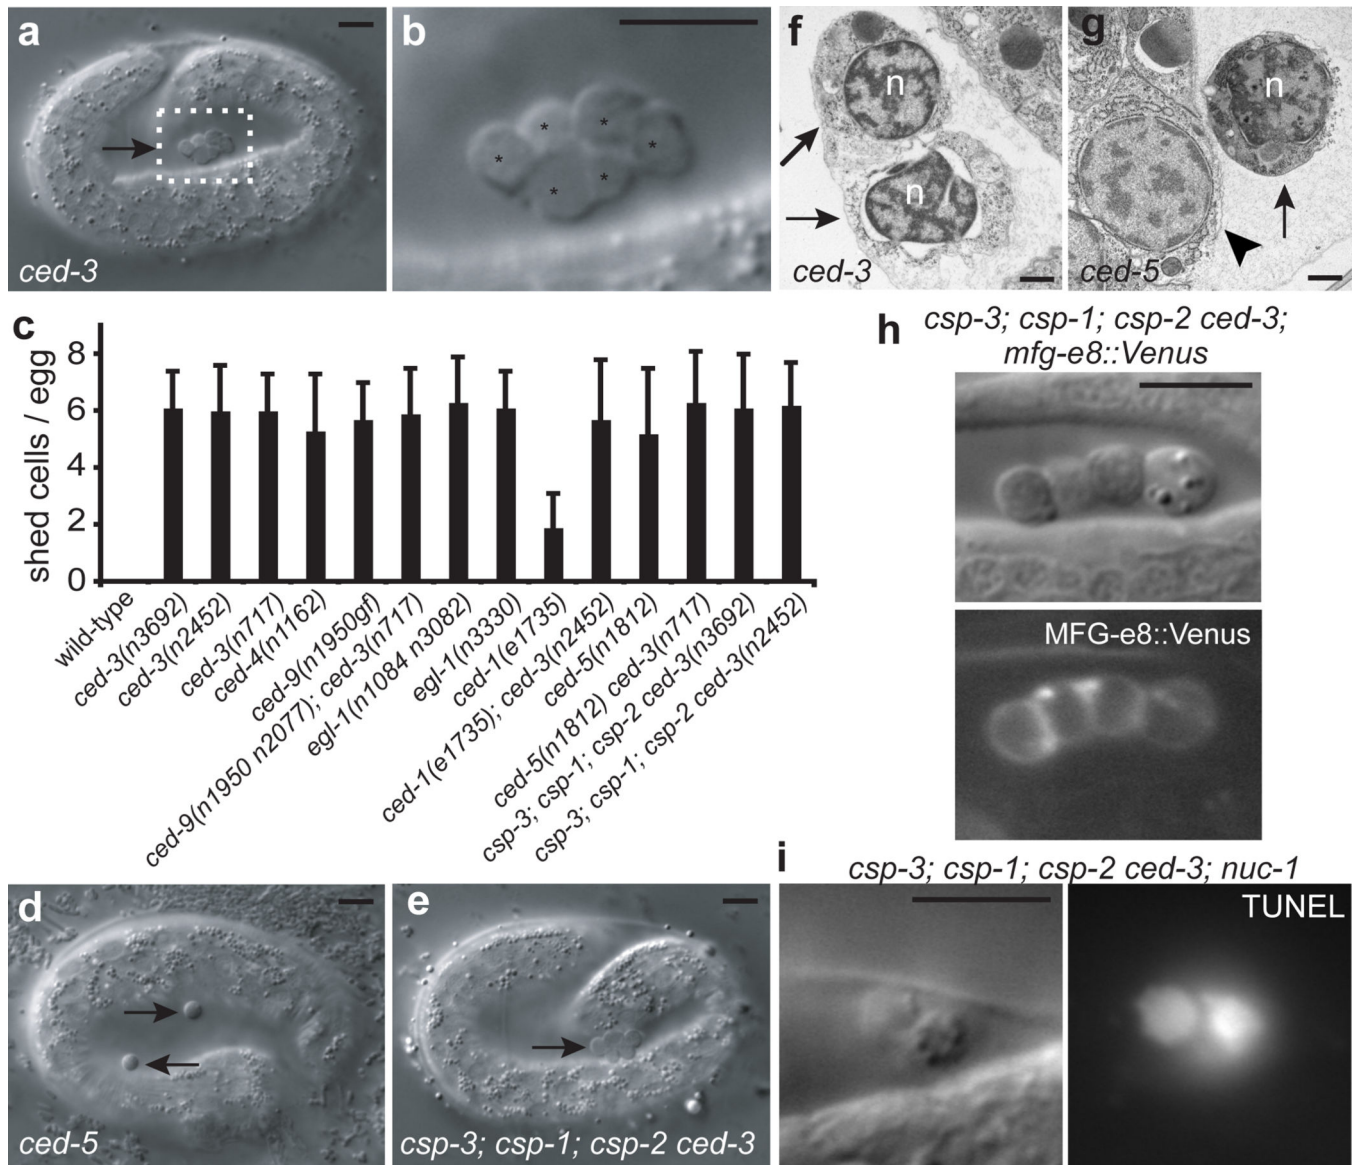 a
ced-3
b
* * * * * *
f
n
n
ced-3
g
n
ced-5
c
shed cells / egg
8
6
4
2
0
wild-type
ced-3(n3692)
ced-3(n2452)
ced-3(n717)
ced-4(n1162)
ced-9(n1950gf)
ced-9(n1950 n2077); ced-3(n717)
egl-1(n1084 n3082)
egl-1(n3330)
ced-1(e1735)
ced-1(e1735); ced-3(n2452)
ced-5(n1812)
ced-5(n1812) ced-3(n717)
csp-3; csp-1; csp-2 ced-3(n3692)
csp-3; csp-1; csp-2 ced-3(n2452)
h
csp-3; csp-1; csp-2 ced-3;
mfg-e8::Venus
MFG-e8::Venus
d
ced-5
e
csp-3; csp-1; csp-2 ced-3
i
csp-3; csp-1; csp-2 ced-3; nuc-1
TUNEL